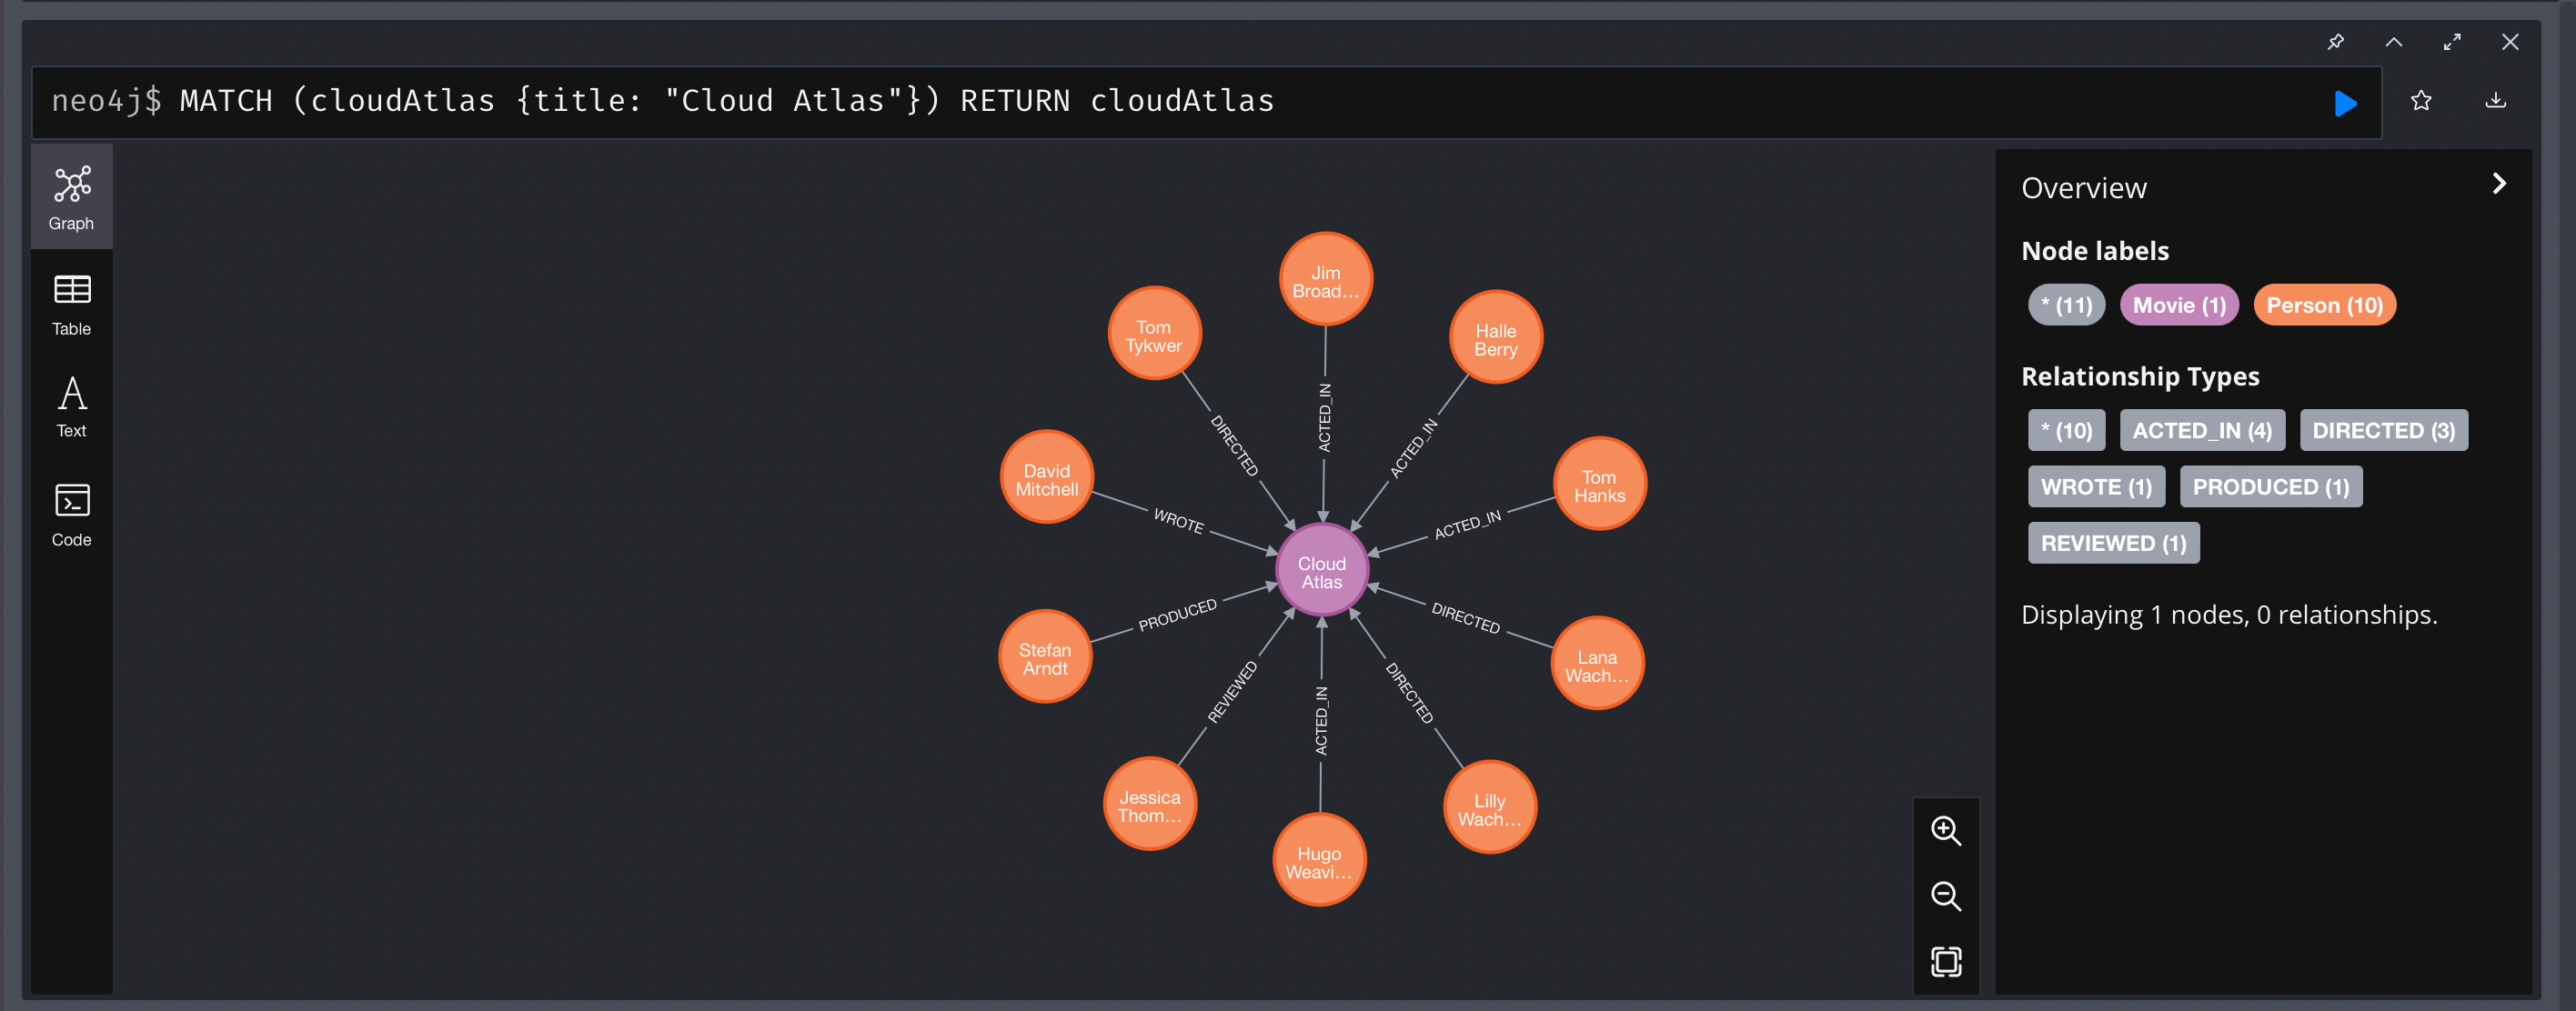 neo4j$ MATCH (cloudAtlas {title: "Cloud Atlas"}) RETURN cloudAtlas
Graph
Table
Text
Code
Jim
Broad...
Tom
Tykwer
Halle
Berry
David
Mitchell
Tom
Hanks
Cloud
Atlas
Stefan
Arndt
Lana
Wach...
Jessica
Thom...
Lilly
Wach...
Hugo
Weavi...
DIRECTED
ACTED_IN
ACTED_IN
WROTE
ACTED_IN
PRODUCED
DIRECTED
REVIEWED
ACTED_IN
DIRECTED
Overview
Node labels
* (11) Movie (1) Person (10)
Relationship Types
* (10) ACTED_IN (4) DIRECTED (3)
WROTE (1) PRODUCED (1)
REVIEWED (1)
Displaying 1 nodes, 0 relationships.